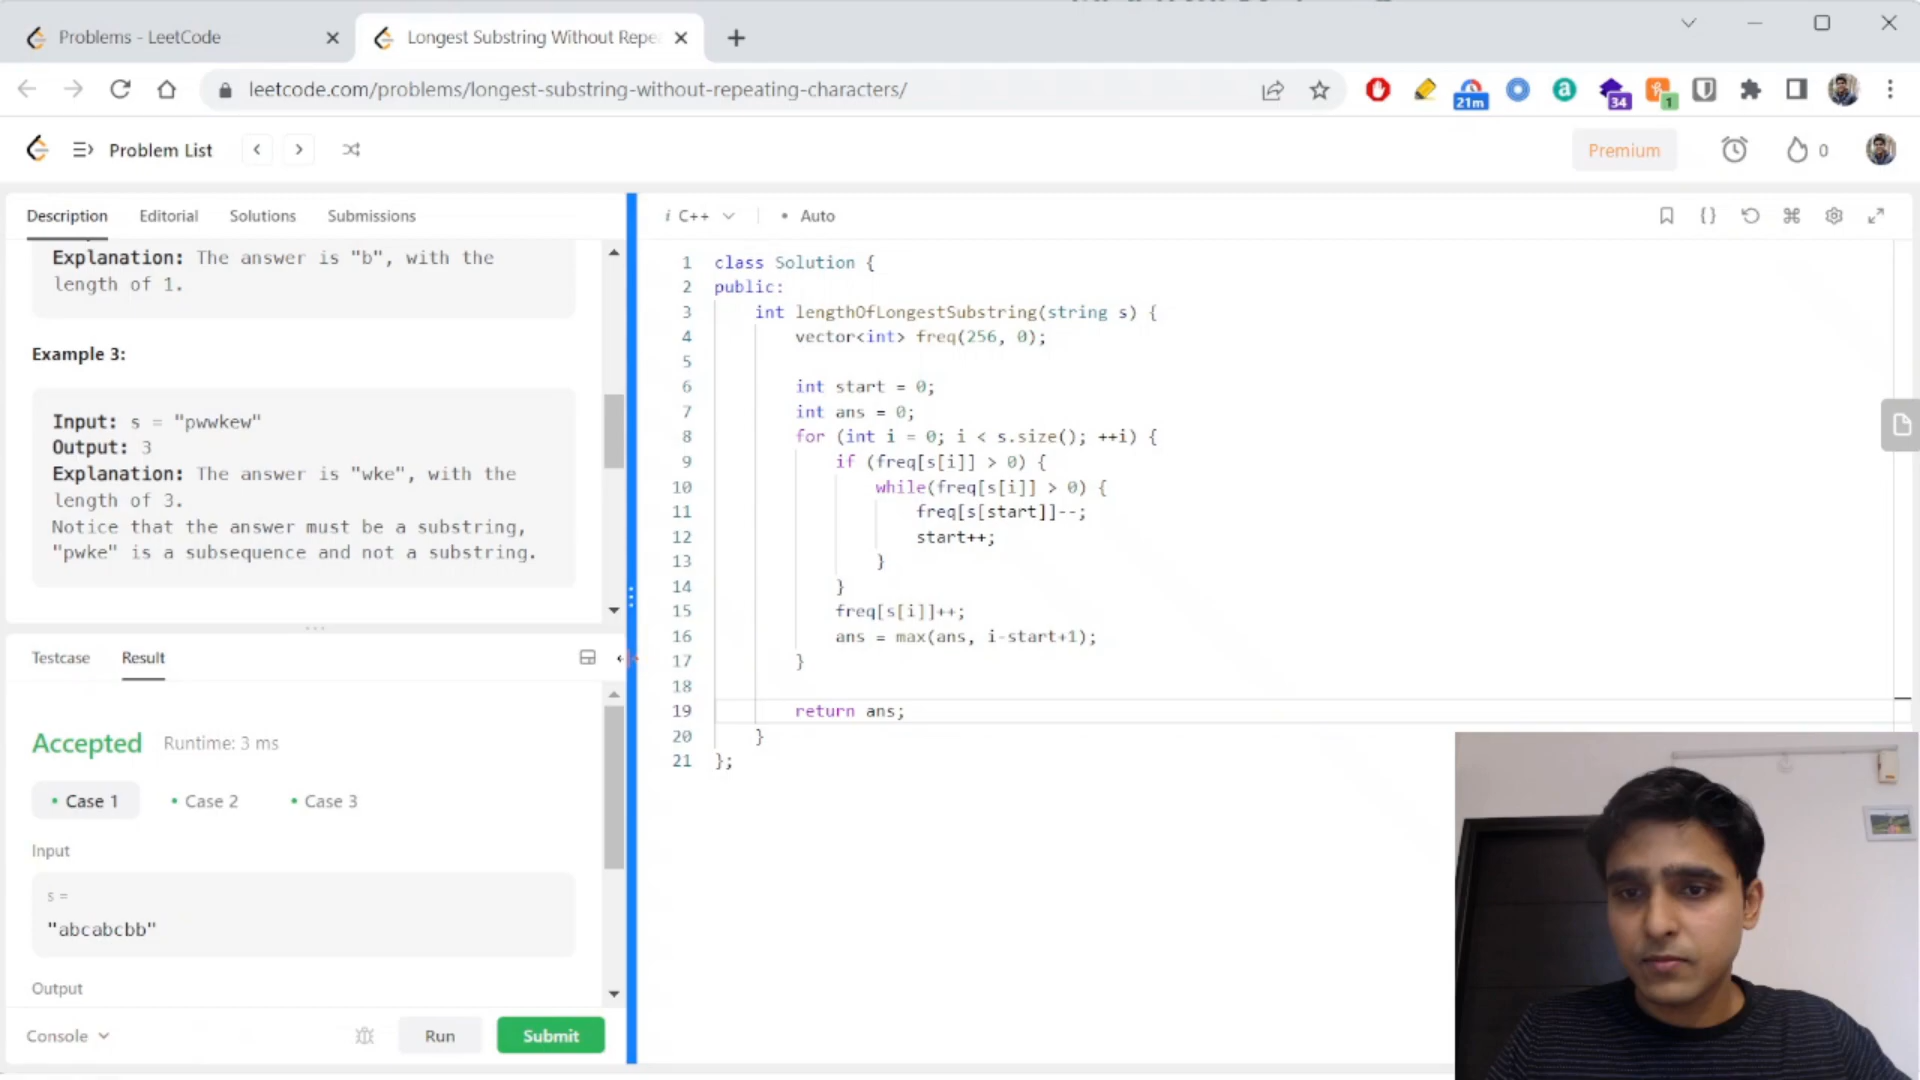 Problems - LeetCode
Longest Substring Without Repe
leetcode.com/problems/longest-substring-without-repeating-characters/
21m
a
34
1
Problem List
Premium
0
Description
Editorial
Solutions
Submissions
Explanation: The answer is "b", with the
length of 1.
Example 3:
Input: s = "pwwkew"
Output: 3
Explanation: The answer is "wke", with the
length of 3.
Notice that the answer must be a substring,
"pwke" is a subsequence and not a substring.
Testcase
Result
Accepted
Runtime: 3 ms
Case 1
Case 2
Case 3
Input
s =
"abcabcbb"
Output
Console
Run
Submit
i C++
Auto
1 class Solution {
2 public:
3 int lengthOfLongestSubstring(string s) {
4 vector<int> freq(256, 0);
5
6 int start = 0;
7 int ans = 0;
8 for (int i = 0; i < s.size(); ++i) {
9 if (freq[s[i]] > 0) {
10 while(freq[s[i]] > 0) {
11 freq[s[start]]--;
12 start++;
13 }
14 }
15 freq[s[i]]++;
16 ans = max(ans, i-start+1);
17 }
18
19 return ans;
20 }
21 };